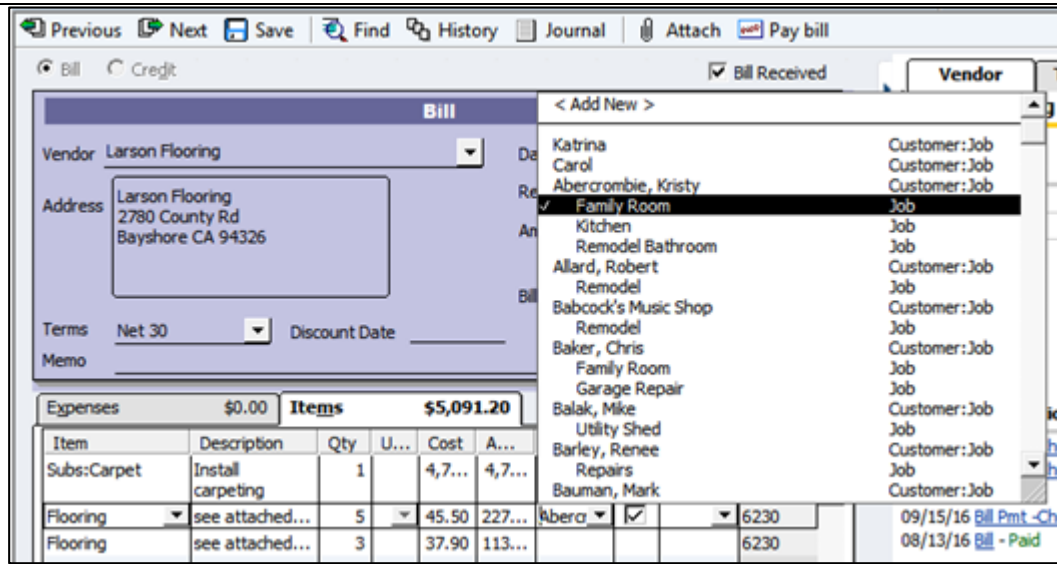 Previous Next Save Find History Journal Attach Pay bill
Bill Credit Bill Received
Vendor
Bill
Vendor Larson Flooring
Address
Larson Flooring
2780 County Rd
Bayshore CA 94326
Terms Net 30 Discount Date
Memo
< Add New >
Katrina Customer:Job
Carol Customer:Job
Abercrombie, Kristy Customer:Job
✓ Family Room Job
Kitchen Job
Remodel Bathroom Job
Allard, Robert Customer:Job
Remodel Job
Babcock's Music Shop Customer:Job
Remodel Job
Baker, Chris Customer:Job
Family Room Job
Garage Repair Job
Balak, Mike Customer:Job
Utility Shed Job
Barley, Renee Customer:Job
Repairs Job
Bauman, Mark Customer:Job
Expenses $0.00 Items $5,091.20
Item Description Qty U... Cost A...
Subs:Carpet Install carpeting 1 4,7... 4,7...
Flooring see attached... 5 45.50 227... Aberc 6230
Flooring see attached... 3 37.90 113... 6230
09/15/16 Bill Pmt -Ch
08/13/16 Bill - Paid